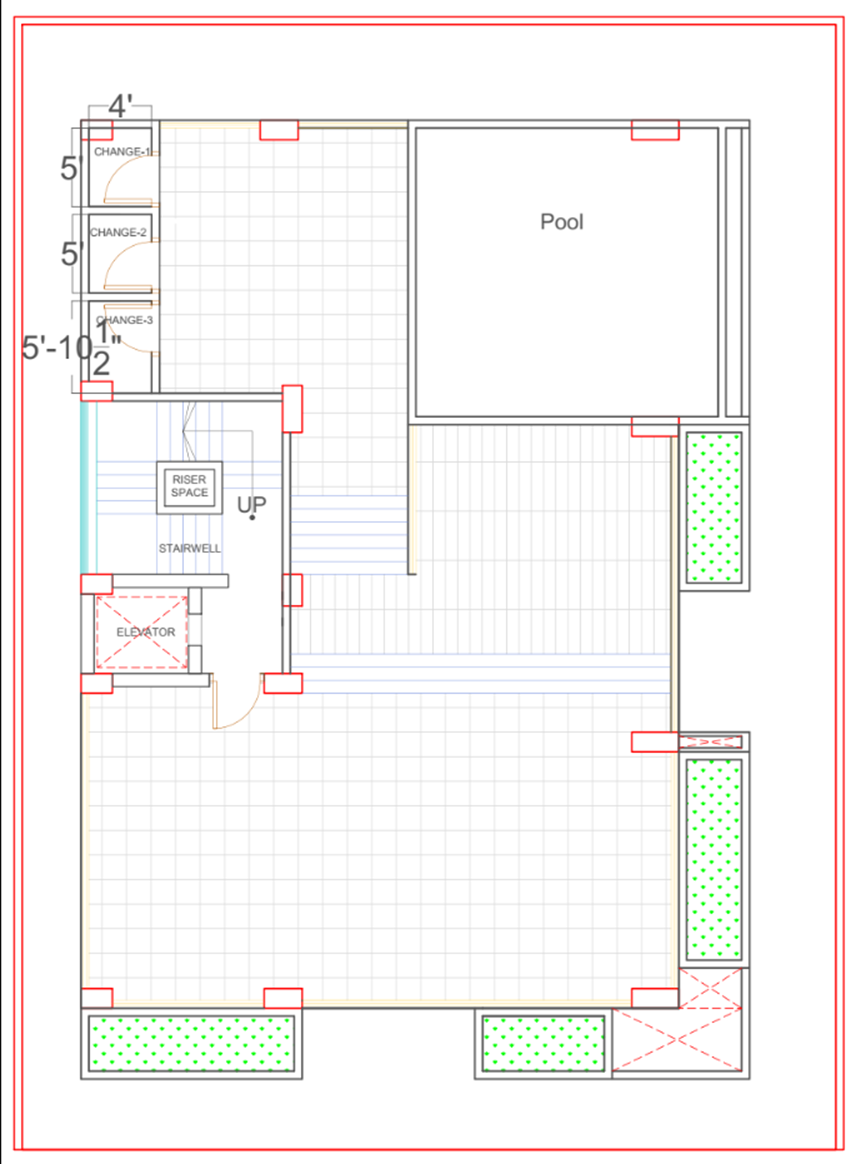 4'
5'
CHANGE-1
Pool
CHANGE-2
5'
CHANGE-3
5'-10 1/2"
RISER
SPACE
UP
STAIRWELL
ELEVATOR